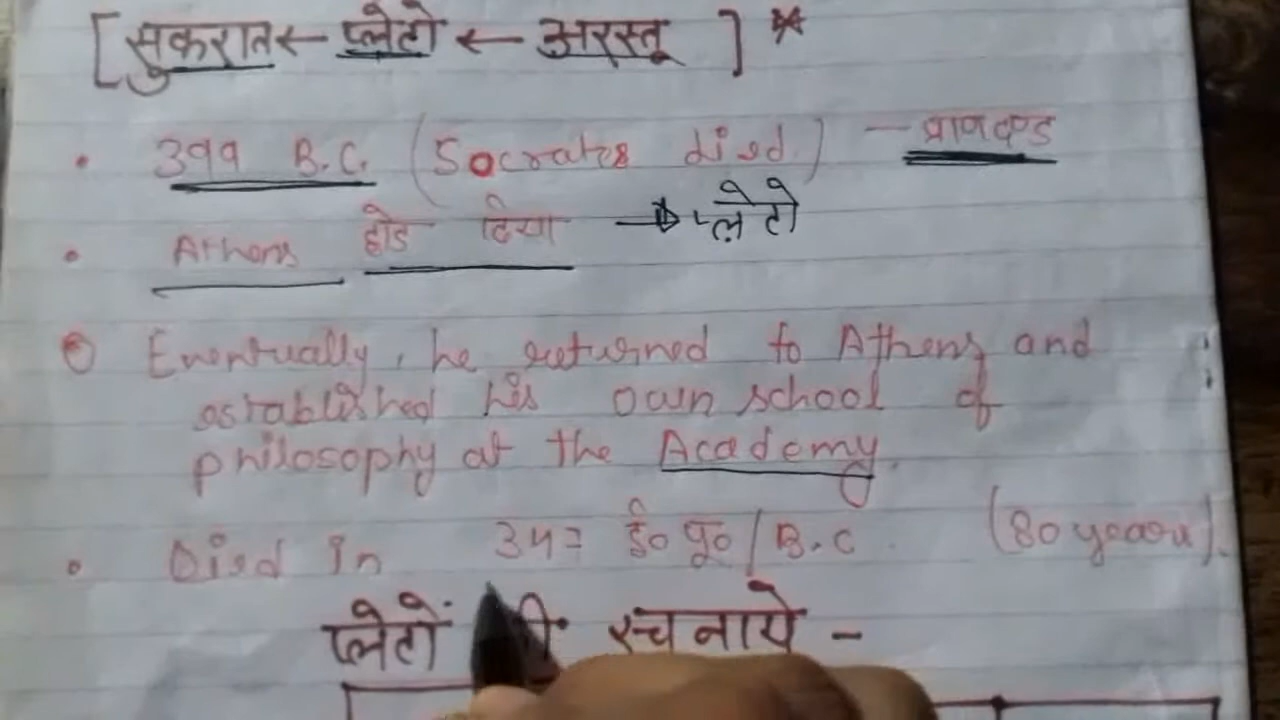 [ सुकरात ← प्लेटो ← अरस्तू ] *
• 399 B.C. (Socrates died) – प्राणदण्ड
• Athens छोड दिया → प्लेटो
Eventually, he returned to Athens and
established his own school of
philosophy at the Academy.
• Died in 347 ई० पू० / B.C. (80 years).
प्लेटों की रचनाये –